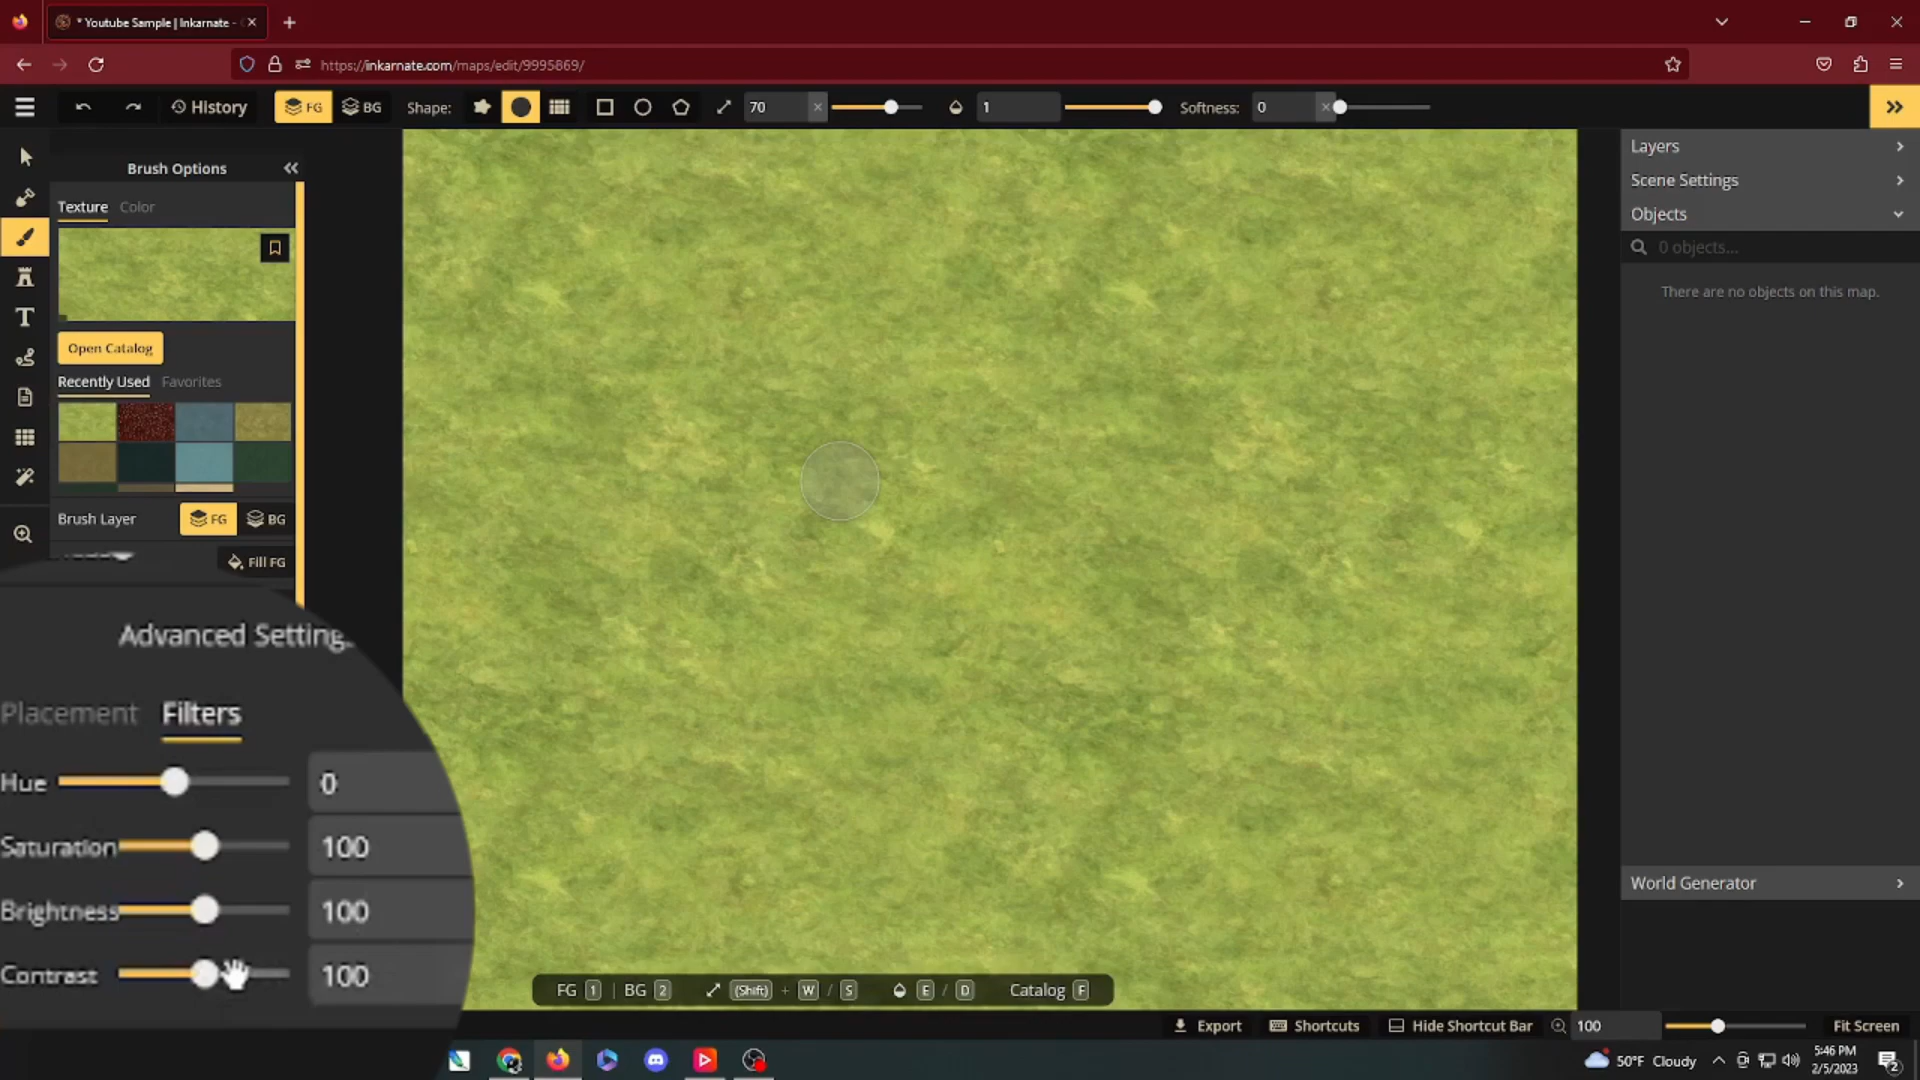 * Youtube Sample | Inkarnate -
https://inkarnate.com/maps/edit/9995869/
History FG BG Shape: 70 1 Softness: 0
Brush Options
Texture Color
Open Catalog
Recently Used Favorites
Brush Layer FG BG
Fill FG
Advanced Setting
Placement Filters
Hue 0
Saturation 100
Brightness 100
Contrast 100
Layers
Scene Settings
Objects
0 objects...
There are no objects on this map.
World Generator
FG 1 | BG 2 (Shift) + W / S E / D Catalog F
Export Shortcuts Hide Shortcut Bar 100 Fit Screen
50°F Cloudy
5:46 PM
2/5/2023
2